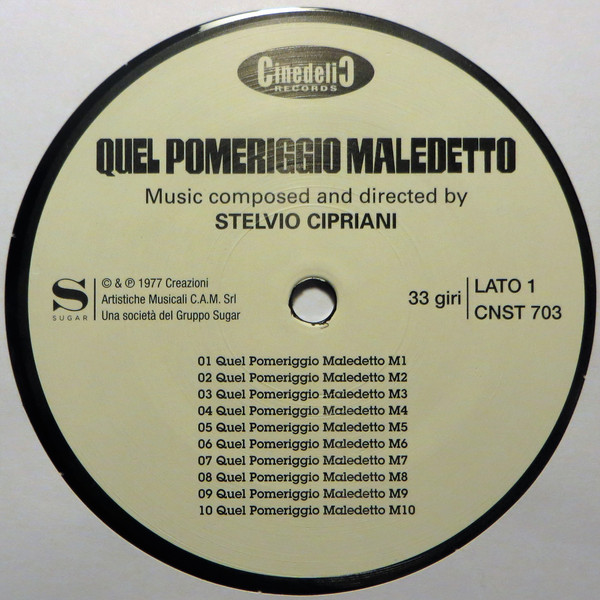 CinedeliC
RECORDS
QUEL POMERIGGIO MALEDETTO
Music composed and directed by
STELVIO CIPRIANI
S
SUGAR
© & ℗ 1977 Creazioni
Artistiche Musicali C.A.M. Srl
Una società del Gruppo Sugar
33 giri
LATO 1
CNST 703
01 Quel Pomeriggio Maledetto M1
02 Quel Pomeriggio Maledetto M2
03 Quel Pomeriggio Maledetto M3
04 Quel Pomeriggio Maledetto M4
05 Quel Pomeriggio Maledetto M5
06 Quel Pomeriggio Maledetto M6
07 Quel Pomeriggio Maledetto M7
08 Quel Pomeriggio Maledetto M8
09 Quel Pomeriggio Maledetto M9
10 Quel Pomeriggio Maledetto M10